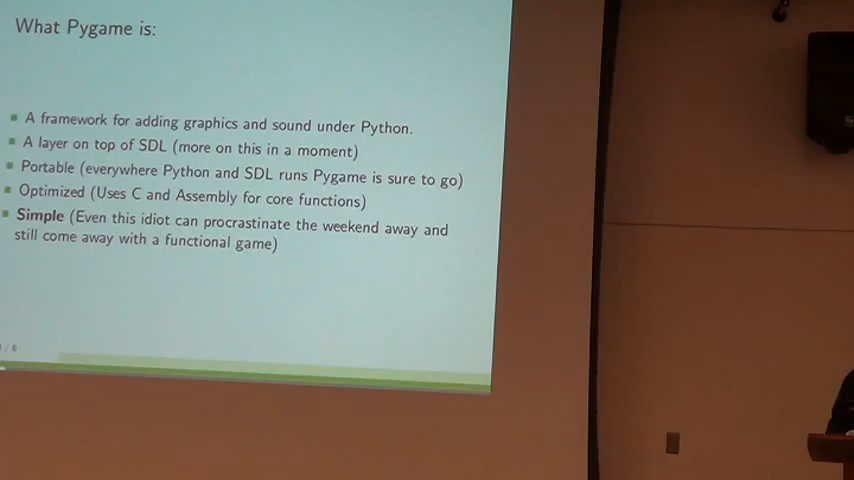 What Pygame is:
A framework for adding graphics and sound under Python.
A layer on top of SDL (more on this in a moment)
Portable (everywhere Python and SDL runs Pygame is sure to go)
Optimized (Uses C and Assembly for core functions)
Simple (Even this idiot can procrastinate the weekend away and
still come away with a functional game)
/ 8